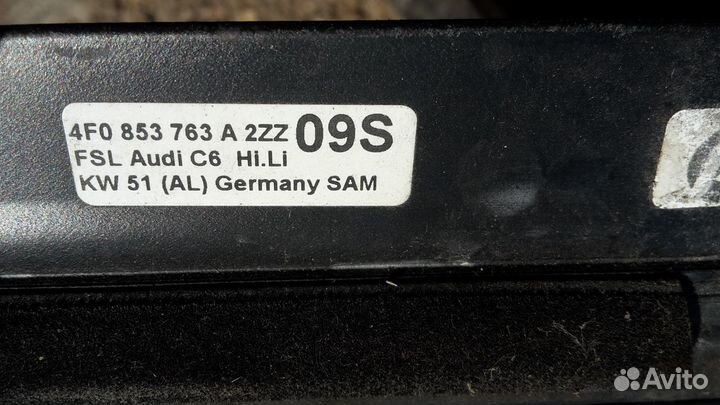 4F0 853 763 A 2ZZ 09S
FSL Audi C6 Hi.Li
KW 51 (AL) Germany SAM
Avito